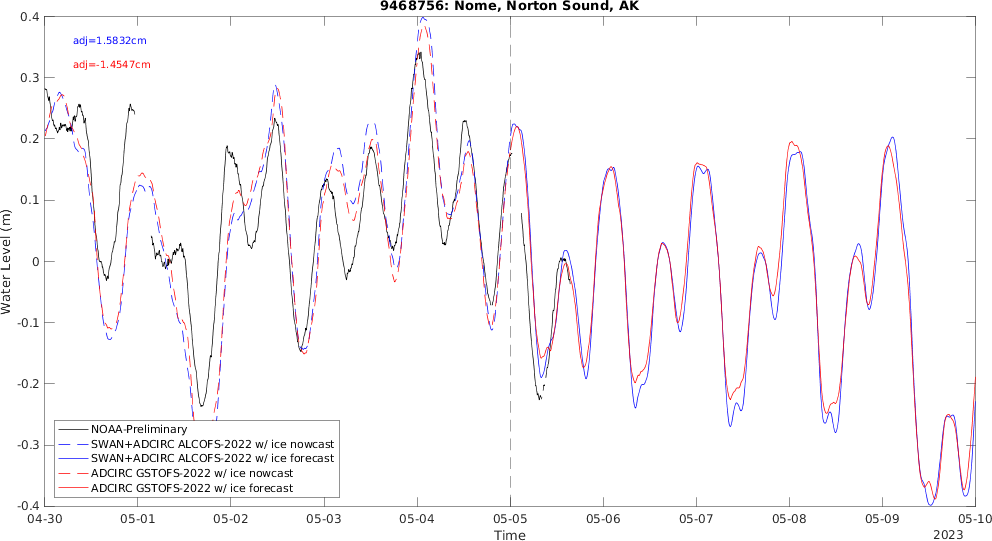 9468756: Nome, Norton Sound, AK
adj=1.5832cm
adj=-1.4547cm
Water Level (m)
0.4
0.3
0.2
0.1
0
-0.1
-0.2
-0.3
-0.4
NOAA-Preliminary
SWAN+ADCIRC ALCOFS-2022 w/ ice nowcast
SWAN+ADCIRC ALCOFS-2022 w/ ice forecast
ADCIRC GSTOFS-2022 w/ ice nowcast
ADCIRC GSTOFS-2022 w/ ice forecast
04-30 05-01 05-02 05-03 05-04 05-05 05-06 05-07 05-08 05-09 05-10
Time
2023